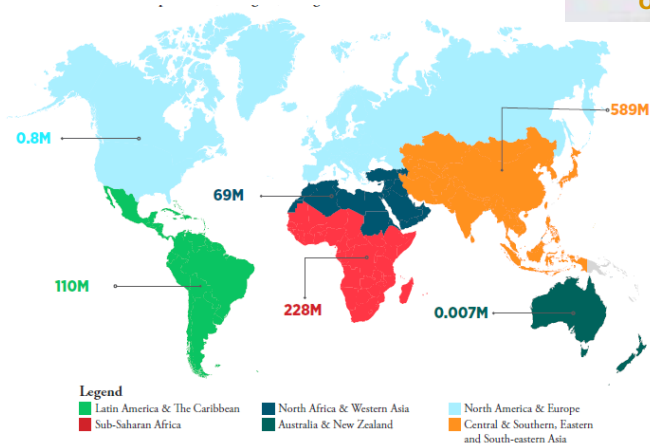 0.8M
589M
69M
110M
228M
0.007M
Legend
Latin America & The Caribbean
North Africa & Western Asia
North America & Europe
Sub-Saharan Africa
Australia & New Zealand
Central & Southern, Eastern
and South-eastern Asia